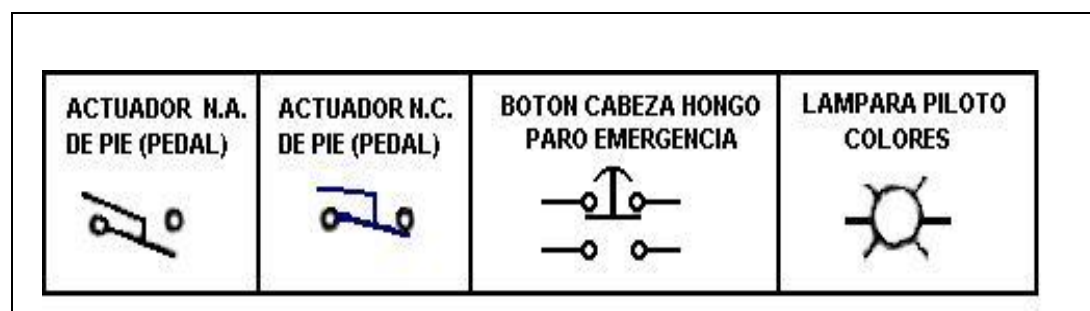 ACTUADOR N.A.
DE PIE (PEDAL)
ACTUADOR N.C.
DE PIE (PEDAL)
BOTON CABEZA HONGO
PARO EMERGENCIA
LAMPARA PILOTO
COLORES